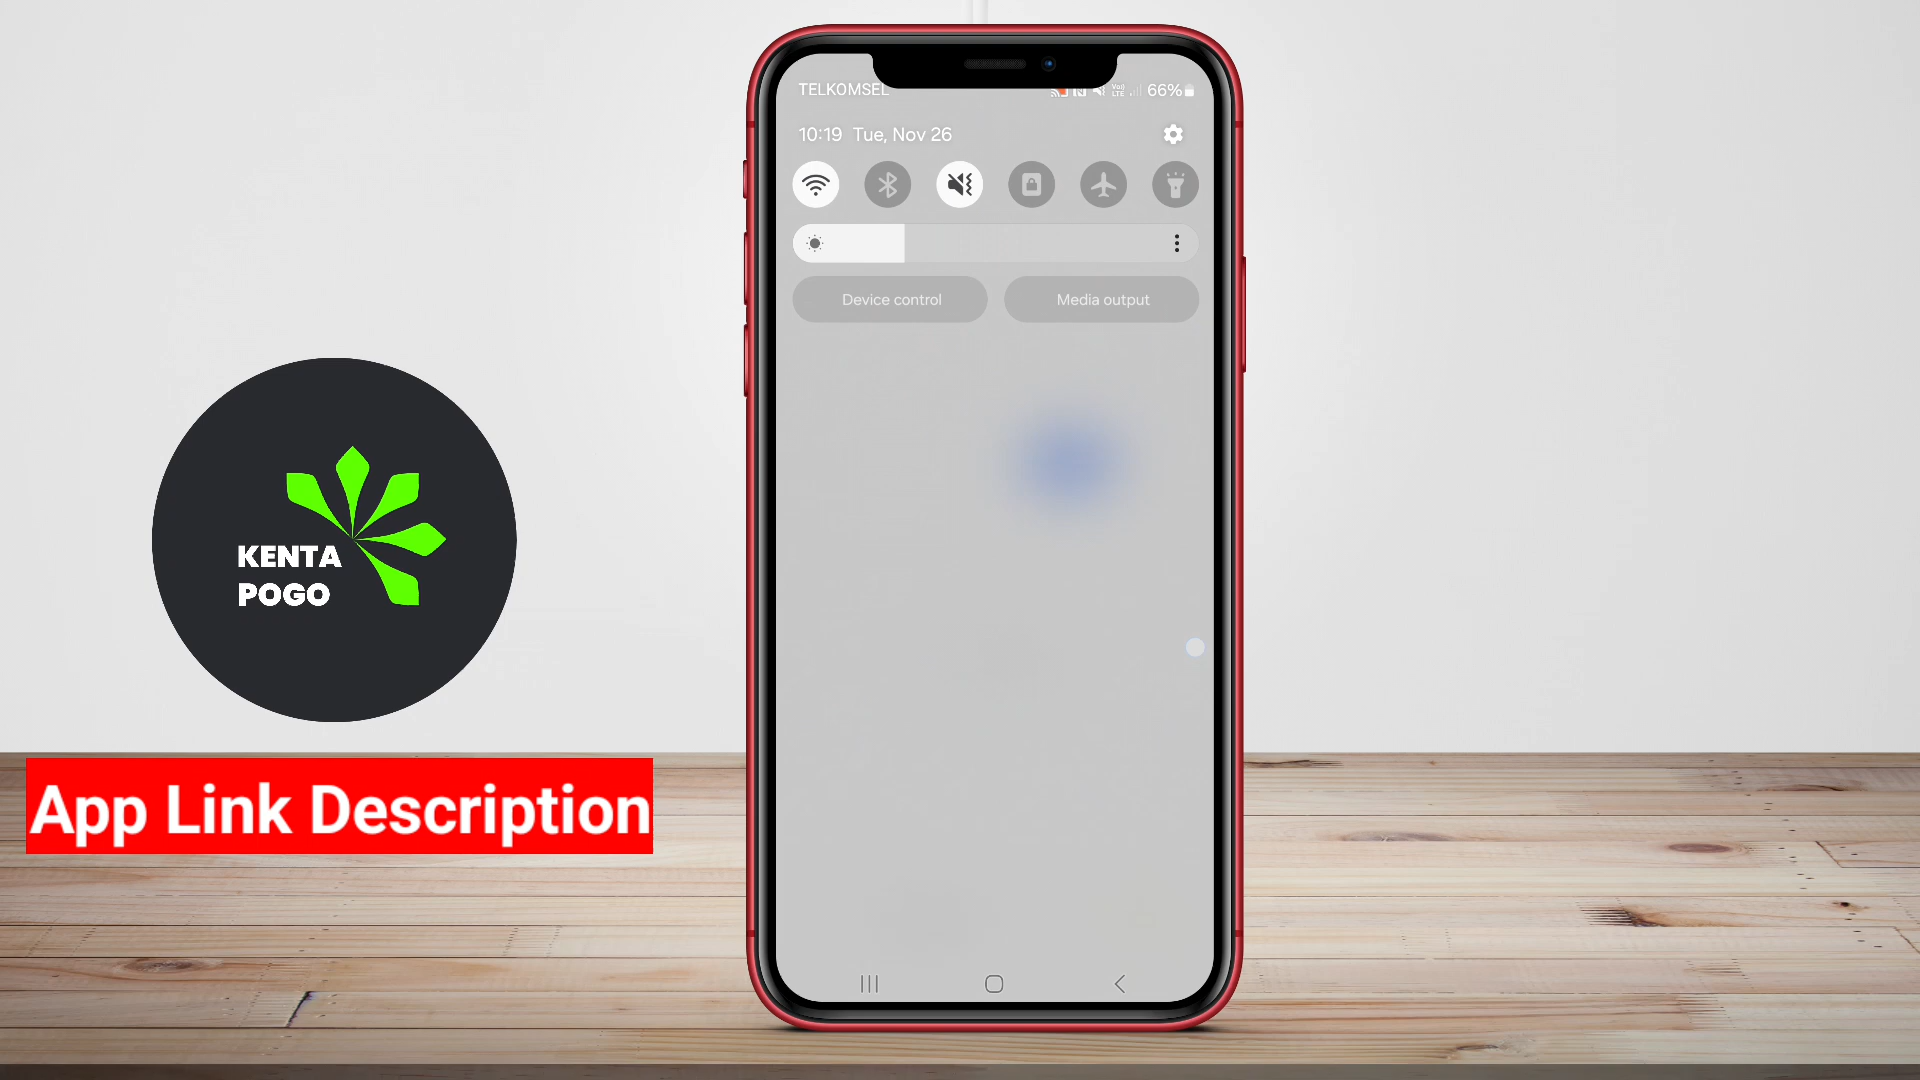 TELKOMSEL
66%
10:19 Tue, Nov 26
Device control
Media output
KENTA
POGO
App Link Description